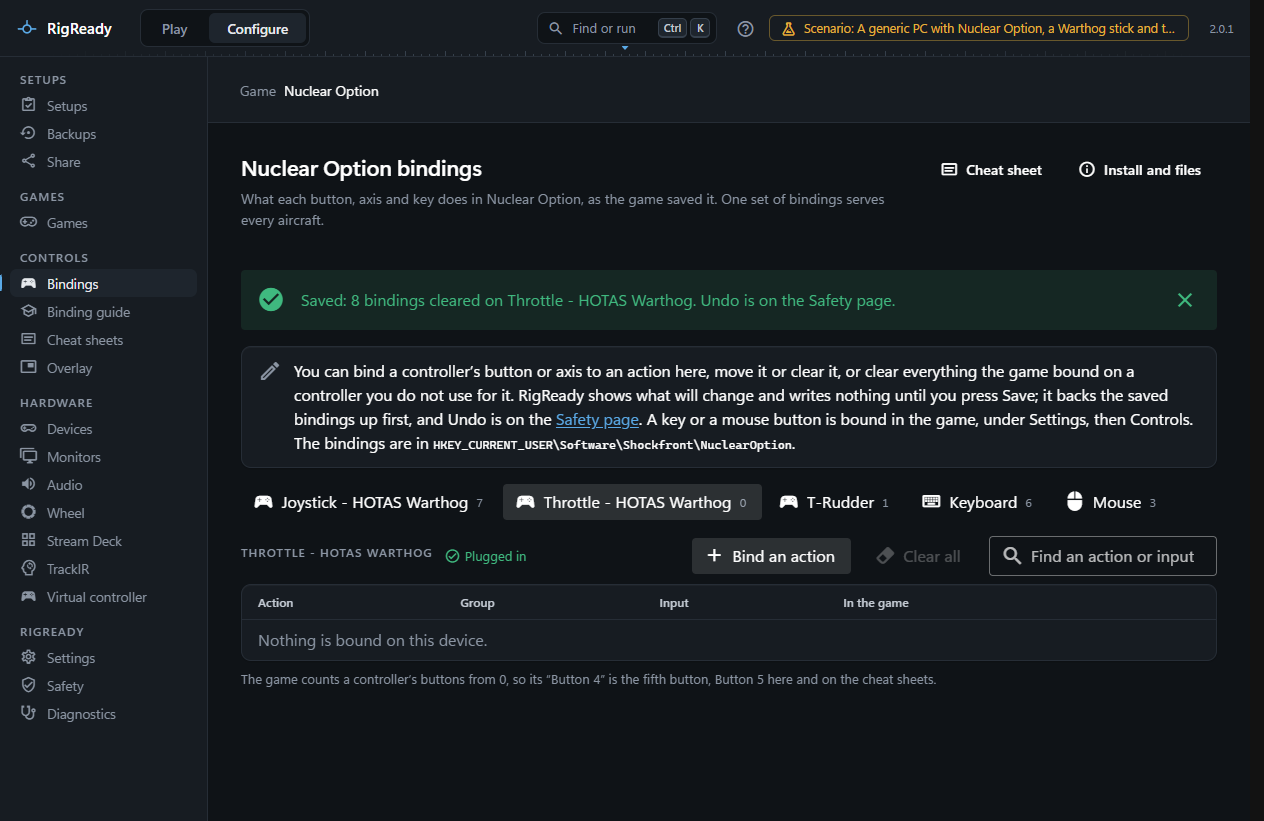 RigReady
Play
Configure
Find or run
Ctrl
K
Scenario: A generic PC with Nuclear Option, a Warthog stick and t...
2.0.1
SETUPS
Setups
Backups
Share
GAMES
Games
CONTROLS
Bindings
Binding guide
Cheat sheets
Overlay
HARDWARE
Devices
Monitors
Audio
Wheel
Stream Deck
TrackIR
Virtual controller
RIGREADY
Settings
Safety
Diagnostics
Game Nuclear Option
Nuclear Option bindings
Cheat sheet
Install and files
What each button, axis and key does in Nuclear Option, as the game saved it. One set of bindings serves
every aircraft.
Saved: 8 bindings cleared on Throttle - HOTAS Warthog. Undo is on the Safety page.
You can bind a controller’s button or axis to an action here, move it or clear it, or clear everything the game bound on a
controller you do not use for it. RigReady shows what will change and writes nothing until you press Save; it backs the saved
bindings up first, and Undo is on the Safety page. A key or a mouse button is bound in the game, under Settings, then Controls.
The bindings are in HKEY_CURRENT_USER\Software\Shockfront\NuclearOption.
Joystick - HOTAS Warthog 7
Throttle - HOTAS Warthog 0
T-Rudder 1
Keyboard 6
Mouse 3
THROTTLE - HOTAS WARTHOG
Plugged in
Bind an action
Clear all
Find an action or input
Action
Group
Input
In the game
Nothing is bound on this device.
The game counts a controller’s buttons from 0, so its “Button 4” is the fifth button, Button 5 here and on the cheat sheets.